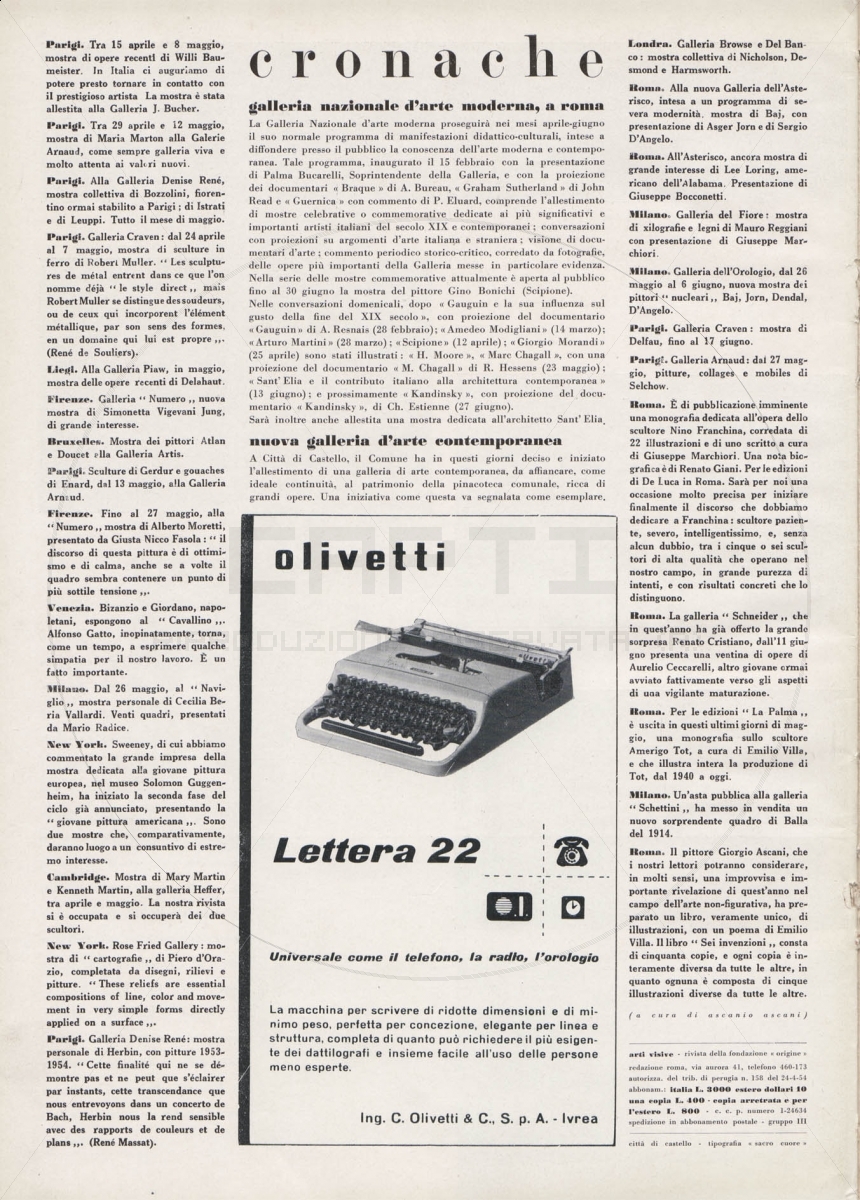 Parigi. Tra 15 aprile e 8 maggio,
mostra di opere recenti di Willi Bau-
meister. In Italia ci auguriamo di
potere presto tornare in contatto con
il prestigioso artista La mostra é stata
allestita alla Galleria J. Bucher.
Parigi. Tra 29 aprile e 12 maggio,
mostra di Maria Marton alla Galerie
Arnaud, come sempre galleria viva e
molto attenta ai valori nuovi.
Parigi. Alla Galleria Denise René,
mostra collettiva di Bozzolini, fioren-
tino ormai stabilito a Parigi; di Istrati
e di Leuppi. Tutto il mese di maggio.
Parigi. Galleria Craven: dal 24 aprile
al 7 maggio, mostra di sculture in
ferro di Robert Muller. “ Les sculptu-
res de métal entrent dans ce que l'on
nomme déjà “ le style direct ,, mais
Robert Muller se distingue des soudeurs,
ou de ceux qui incorporent l'élément
métallique, par son sens des formes,
en un domaine qui lui est propre ,,.
(René de Souliers).
Liegi. Alla Galleria Piaw, in maggio,
mostra delle opere recenti di Delahaut.
Firenze. Galleria “ Numero ,, nuova
mostra di Simonetta Vigevani Jung,
di grande interesse.
Bruxelles. Mostra dei pittori Atlan
e Doucet alla Galleria Artis.
Parigi. Sculture di Gerdur e gouaches
di Enard, dal 13 maggio, alla Galleria
Arnaud.
Firenze. Fino al 27 maggio, alla
“ Numero ,, mostra di Alberto Moretti,
presentato da Giusta Nicco Fasola: “ il
discorso di questa pittura è di ottimi-
smo e di calma, anche se a volte il
quadro sembra contenere un punto di
più sottile tensione ,,.
Venezia. Bizanzio e Giordano, napo-
letani, espongono al “ Cavallino ,,.
Alfonso Gatto, inopinatamente, torna,
come un tempo, a esprimere qualche
simpatia per il nostro lavoro. È un
fatto importante.
Milano. Dal 26 maggio, al “ Navi-
glio ,, mostra personale di Cecilia Be-
ria Vallardi. Venti quadri, presentati
da Mario Radice.
New York. Sweeney, di cui abbiamo
commentato la grande impresa della
mostra dedicata alla giovane pittura
europea, nel museo Solomon Guggen-
heim, ha iniziato la seconda fase del
ciclo già annunciato, presentando la
“ giovane pittura americana ,,. Sono
due mostre che, comparativamente,
daranno luogo a un consuntivo di estre-
mo interesse.
Cambridge. Mostra di Mary Martin
e Kenneth Martin, alla galleria Heffer,
tra aprile e maggio. La nostra rivista
si è occupata e si occuperà dei due
scultori.
New York. Rose Fried Gallery: mo-
stra di “ cartografie ,, di Piero d'Ora-
zio, completata da disegni, rilievi e
pitture. “ These reliefs are essential
compositions of line, color and move-
ment in very simple forms directly
applied on a surface ,,.
Parigi. Galleria Denise René: mostra
personale di Herbin, con pitture 1953-
1954. “ Cette finalité qui ne se dé-
montre pas et ne peut que s'éclairer
par instants, cette transcendance que
nous entrevoyons dans un concerto de
Bach, Herbin nous la rend sensible
avec des rapports de couleurs et de
plans ,,. (René Massat).
cronache
galleria nazionale d'arte moderna, a roma
La Galleria Nazionale d'arte moderna proseguirà nei mesi aprile-giugno
il suo normale programma di manifestazioni didattico-culturali, intese a
diffondere presso il pubblico la conoscenza dell'arte moderna e contempo-
ranea. Tale programma, inaugurato il 15 febbraio con la presentazione
di Palma Bucarelli, Soprintendente della Galleria, e con la proiezione
dei documentari « Braque » di A. Bureau, « Graham Sutherland » di John
Read e « Guernica » con commento di P. Eluard, comprende l'allestimento
di mostre celebrative o commemorative dedicate ai più significativi e
importanti artisti italiani del secolo XIX e contemporanei; conversazioni
con proiezioni su argomenti d'arte italiana e straniera; visione di docu-
mentari d'arte; commento periodico storico-critico, corredato da fotografie,
delle opere più importanti della Galleria messe in particolare evidenza.
Nella serie delle mostre commemorative attualmente è aperta al pubblico
fino al 30 giugno la mostra del pittore Gino Bonichi (Scipione).
Nelle conversazioni domenicali, dopo « Gauguin e la sua influenza sul
gusto della fine del XIX secolo », con proiezione del documentario
« Gauguin » di A. Resnais (28 febbraio); « Amedeo Modigliani » (14 marzo);
« Arturo Martini » (28 marzo); « Scipione » (12 aprile); « Giorgio Morandi »
(25 aprile) sono stati illustrati: « H. Moore », « Marc Chagall », con una
proiezione del documentario « M. Chagall » di R. Hessens (23 maggio);
« Sant' Elia e il contributo italiano alla architettura contemporanea »
(13 giugno); e prossimamente « Kandinsky », con proiezione del docu-
mentario « Kandinsky », di Ch. Estienne (27 giugno).
Sarà inoltre anche allestita una mostra dedicata all'architetto Sant' Elia.
nuova galleria d'arte contemporanea
A Città di Castello, il Comune ha in questi giorni deciso e iniziato
l'allestimento di una galleria di arte contemporanea, da affiancare, come
ideale continuità, al patrimonio della pinacoteca comunale, ricca di
grandi opere. Una iniziativa come questa va segnalata come esemplare.
olivetti
Lettera 22
Universale come il telefono, la radio, l'orologio
La macchina per scrivere di ridotte dimensioni e di mi-
nimo peso, perfetta per concezione, elegante per linea e
struttura, completa di quanto può richiedere il più esigen-
te dei dattilografi e insieme facile all'uso delle persone
meno esperte.
Ing. C. Olivetti & C., S. p. A. - Ivrea
Londra. Galleria Browse e Del Ban-
co: mostra collettiva di Nicholson, De-
smond e Harmsworth.
Roma. Alla nuova Galleria dell'Aste-
risco, intesa a un programma di se-
vera modernità, mostra di Baj, con
presentazione di Asger Jorn e di Sergio
D'Angelo.
Roma. All'Asterisco, ancora mostra di
grande interesse di Lee Loring, ame-
ricano dell'Alabama. Presentazione di
Giuseppe Bocconetti.
Milano. Galleria del Fiore: mostra
di xilografie e legni di Mauro Reggiani
con presentazione di Giuseppe Mar-
chiori.
Milano. Galleria dell'Orologio, dal 26
maggio al 6 giugno, nuova mostra dei
pittori “ nucleari ,, Baj, Jorn, Dendal,
D'Angelo.
Parigi. Galleria Craven: mostra di
Delfau, fino al 17 giugno.
Parigi. Galleria Arnaud: dal 27 mag-
gio, pitture, collages e mobiles di
Selchow.
Roma. È di pubblicazione imminente
una monografia dedicata all'opera dello
scultore Nino Franchina, corredata di
22 illustrazioni e di uno scritto a cura
di Giuseppe Marchiori. Una nota bio-
grafica è di Renato Giani. Per le edizioni
di De Luca in Roma. Sarà per noi una
occasione molto precisa per iniziare
finalmente il discorso che dobbiamo
dedicare a Franchina: scultore pazien-
te, severo, intelligentissimo, e, senza
alcun dubbio, tra i cinque o sei scul-
tori di alta qualità che operano nel
nostro campo, in grande purezza di
intenti, e con risultati concreti che lo
distinguono.
Roma. La galleria “ Schneider ,, che
in quest'anno ha già offerto la grande
sorpresa Renato Cristiano, dall'11 giu-
gno presenta una ventina di opere di
Aurelio Ceccarelli, altro giovane ormai
avviato fattivamente verso gli aspetti
di una vigilante maturazione.
Roma. Per le edizioni “ La Palma ,,
è uscita in questi ultimi giorni di mag-
gio, una monografia sullo scultore
Amerigo Tot, a cura di Emilio Villa,
e che illustra intera la produzione di
Tot, dal 1940 a oggi.
Milano. Un'asta pubblica alla galleria
“ Schettini ,, ha messo in vendita un
nuovo sorprendente quadro di Balla
del 1914.
Roma. Il pittore Giorgio Ascani, che
i nostri lettori potranno considerare,
in molti sensi, una improvvisa e im-
portante rivelazione di quest'anno nel
campo dell'arte non-figurativa, ha pre-
parato un libro, veramente unico, di
illustrazioni, con un poema di Emilio
Villa. Il libro “ Sei invenzioni ,, consta
di cinquanta copie, e ogni copia è in-
teramente diversa da tutte le altre, in
quanto ognuna è composta di cinque
illustrazioni diverse da tutte le altre.
(a cura di ascanio ascani)
arti visive - rivista della fondazione « origine »
redazione roma, via aurora 41, telefono 460-173
autorizza. del trib. di perugia n. 158 del 24-4-54
abbonam.: italia L. 3000 estero dollari 10
una copia L. 400 - copia arretrata e per
l'estero L. 800 - c. c. p. numero 1-24634
spedizione in abbonamento postale - gruppo III
città di castello - tipografia « sacro cuore »